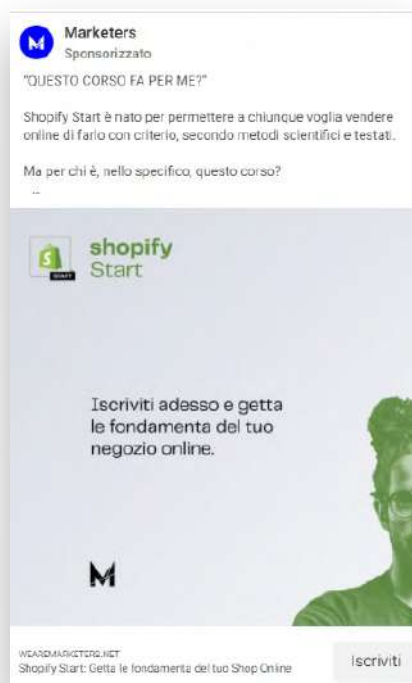 Marketers
Sponsorizzato
"QUESTO CORSO FA PER ME?"
Shopify Start è nato per permettere a chiunque voglia vendere
online di farlo con criterio, secondo metodi scientifici e testati.
Ma per chi è, nello specifico, questo corso?
...
shopify
Start
START
Iscriviti adesso e getta
le fondamenta del tuo
negozio online.
WEAREMARKETERS.NET
Shopify Start: Getta le fondamenta del tuo Shop Online
Iscriviti